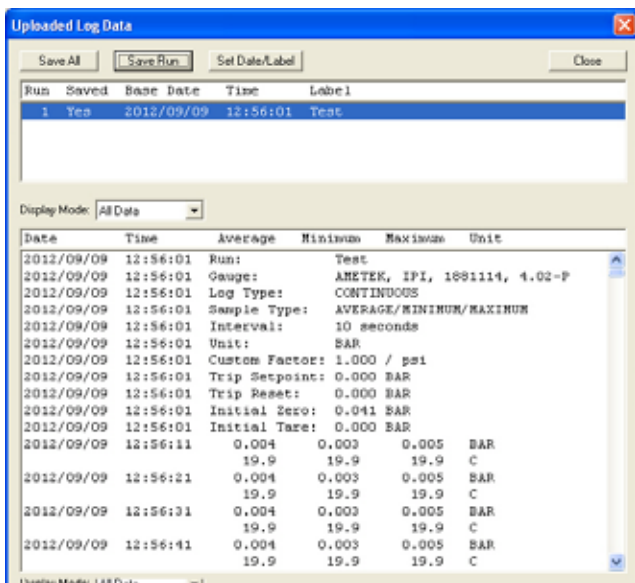 Uploaded Log Data
Save All Save Run Set Date/Label Close
Run Saved Base Date Time Label
1 Yes 2012/09/09 12:56:01 Test
Display Mode: All Data
Date Time Average Minimum Maximum Unit
2012/09/09 12:56:01 Run: Test
2012/09/09 12:56:01 Gauge: AMETEK, IPI, 1881114, 4.02-P
2012/09/09 12:56:01 Log Type: CONTINUOUS
2012/09/09 12:56:01 Sample Type: AVERAGE/MINIMUM/MAXIMUM
2012/09/09 12:56:01 Interval: 10 seconds
2012/09/09 12:56:01 Unit: BAR
2012/09/09 12:56:01 Custom Factor: 1.000 / psi
2012/09/09 12:56:01 Trip Setpoint: 0.000 BAR
2012/09/09 12:56:01 Trip Reset: 0.000 BAR
2012/09/09 12:56:01 Initial Zero: 0.041 BAR
2012/09/09 12:56:01 Initial Tare: 0.000 BAR
2012/09/09 12:56:11 0.004 0.003 0.005 BAR
19.9 19.9 19.9 C
2012/09/09 12:56:21 0.004 0.003 0.005 BAR
19.9 19.9 19.9 C
2012/09/09 12:56:31 0.004 0.003 0.005 BAR
19.9 19.9 19.9 C
2012/09/09 12:56:41 0.004 0.003 0.005 BAR
19.9 19.9 19.9 C
Display Mode: All Data